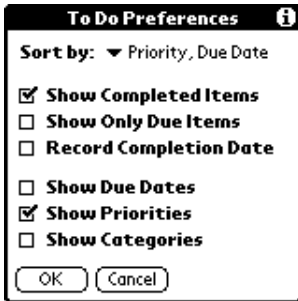 To Do Preferences
Sort by: Priority, Due Date
Show Completed Items
Show Only Due Items
Record Completion Date
Show Due Dates
Show Priorities
Show Categories
OK Cancel